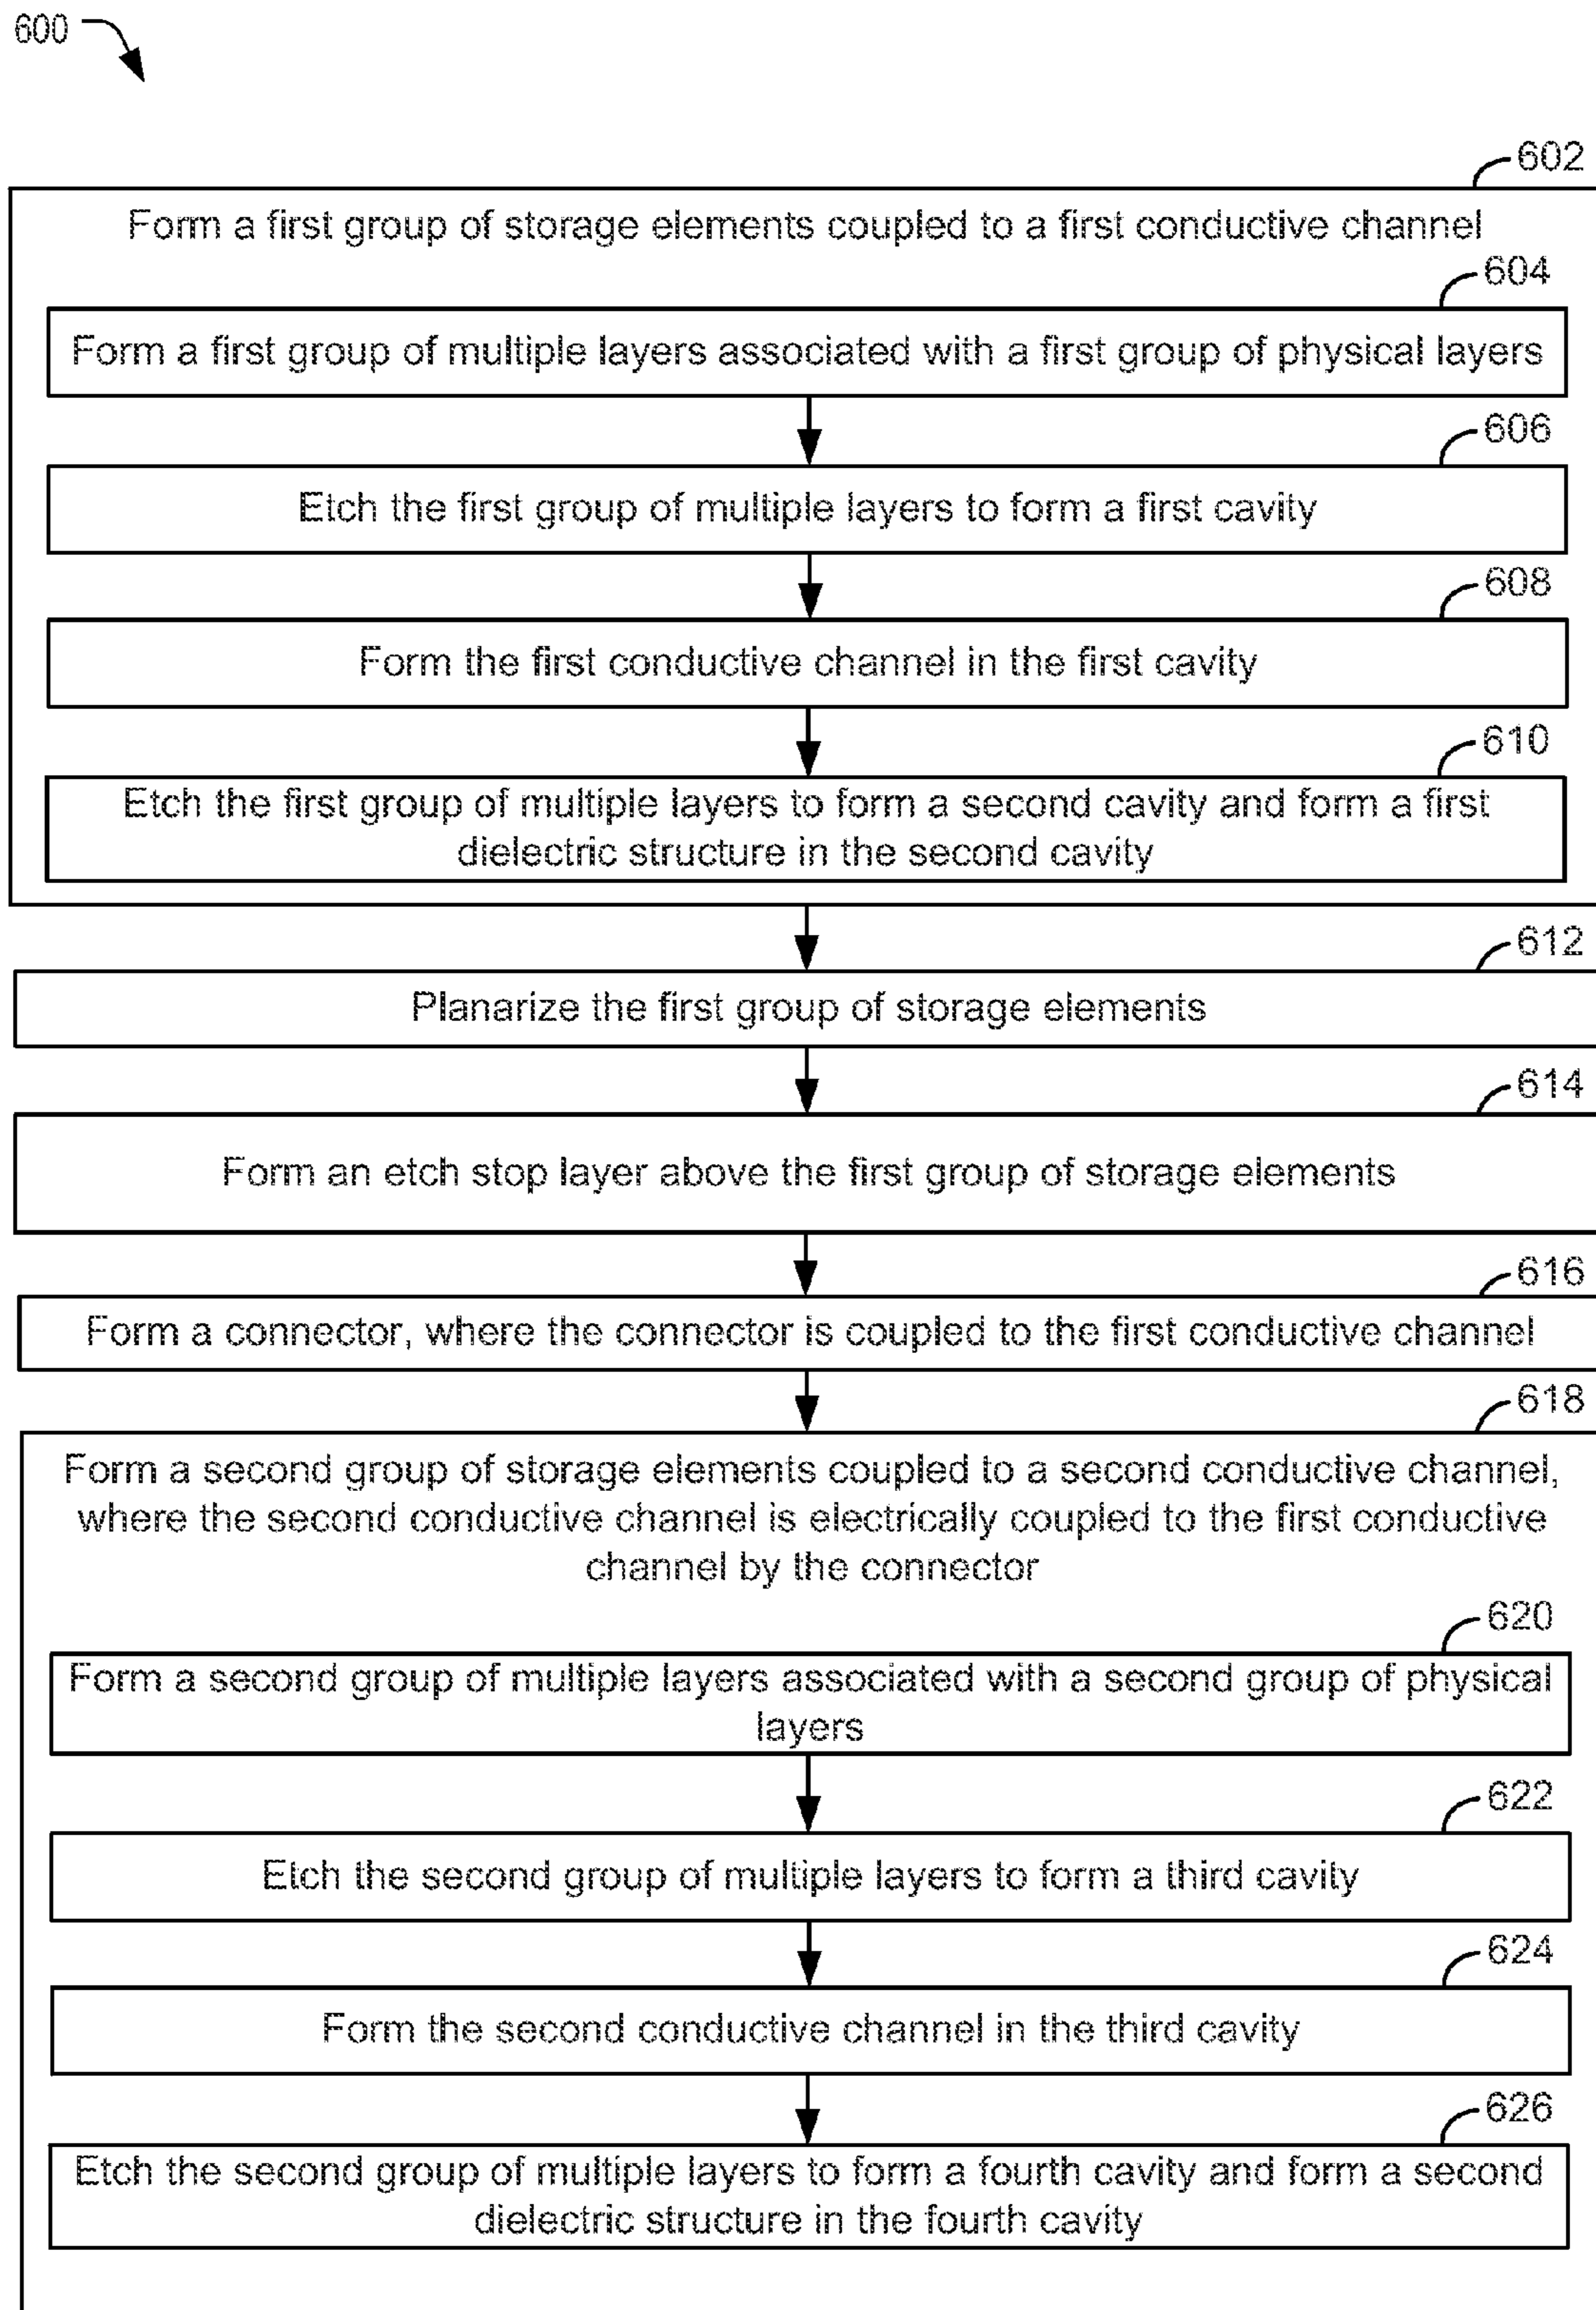 600
602
Form a first group of storage elements coupled to a first conductive channel
604
Form a first group of multiple layers associated with a first group of physical layers
606
Etch the first group of multiple layers to form a first cavity
608
Form the first conductive channel in the first cavity
610
Etch the first group of multiple layers to form a second cavity and form a first
dielectric structure in the second cavity
612
Planarize the first group of storage elements
614
Form an etch stop layer above the first group of storage elements
616
Form a connector, where the connector is coupled to the first conductive channel
618
Form a second group of storage elements coupled to a second conductive channel,
where the second conductive channel is electrically coupled to the first conductive
channel by the connector
620
Form a second group of multiple layers associated with a second group of physical
layers
622
Etch the second group of multiple layers to form a third cavity
624
Form the second conductive channel in the third cavity
626
Etch the second group of multiple layers to form a fourth cavity and form a second
dielectric structure in the fourth cavity